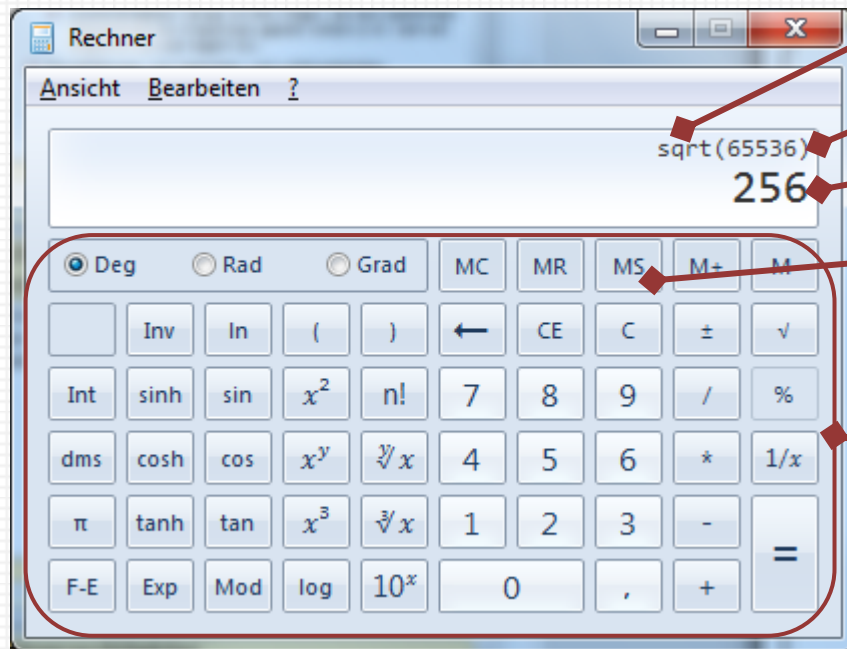 Rechner
Ansicht Bearbeiten ?
sqrt(65536)
256
Deg Rad Grad MC MR MS M+ M-
Inv ln ( ) ← CE C ± √
Int sinh sin x² n! 7 8 9 / %
dms cosh cos xʸ ʸ√x 4 5 6 * 1/x
π tanh tan x³ ³√x 1 2 3 - =
F-E Exp Mod log 10ˣ 0 , +